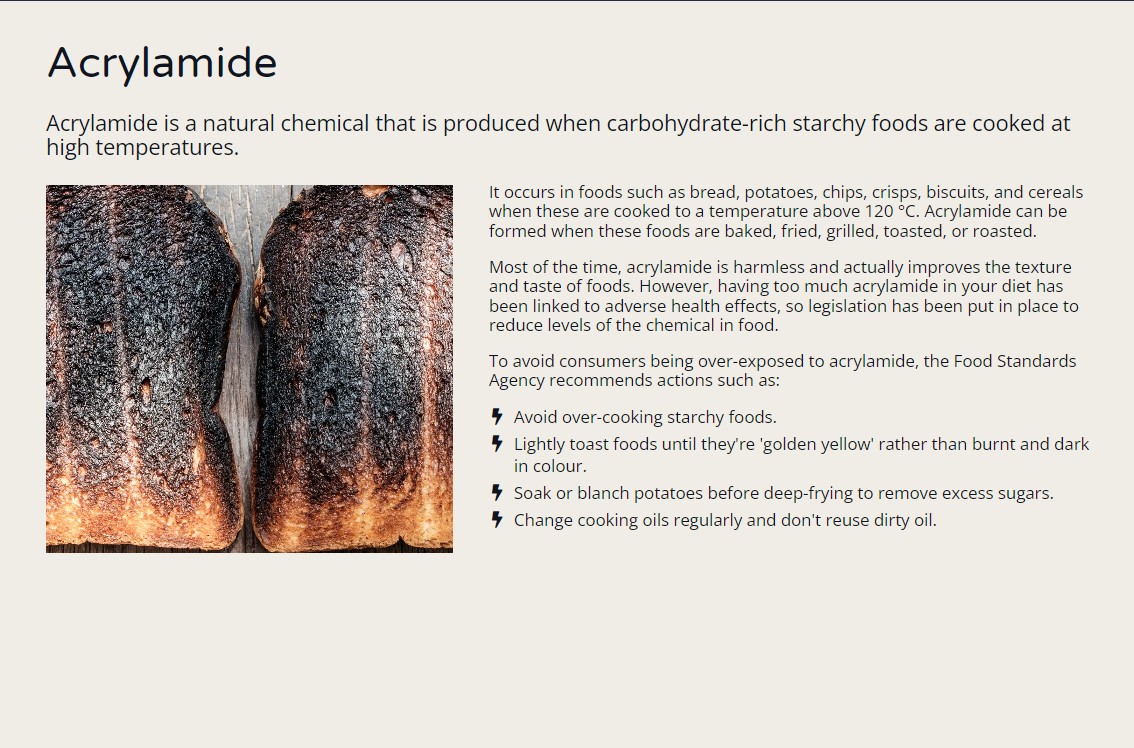 Acrylamide
Acrylamide is a natural chemical that is produced when carbohydrate-rich starchy foods are cooked at
high temperatures.
It occurs in foods such as bread, potatoes, chips, crisps, biscuits, and cereals
when these are cooked to a temperature above 120 °C. Acrylamide can be
formed when these foods are baked, fried, grilled, toasted, or roasted.
Most of the time, acrylamide is harmless and actually improves the texture
and taste of foods. However, having too much acrylamide in your diet has
been linked to adverse health effects, so legislation has been put in place to
reduce levels of the chemical in food.
To avoid consumers being over-exposed to acrylamide, the Food Standards
Agency recommends actions such as:
Avoid over-cooking starchy foods.
Lightly toast foods until they're 'golden yellow' rather than burnt and dark
in colour.
Soak or blanch potatoes before deep-frying to remove excess sugars.
Change cooking oils regularly and don't reuse dirty oil.